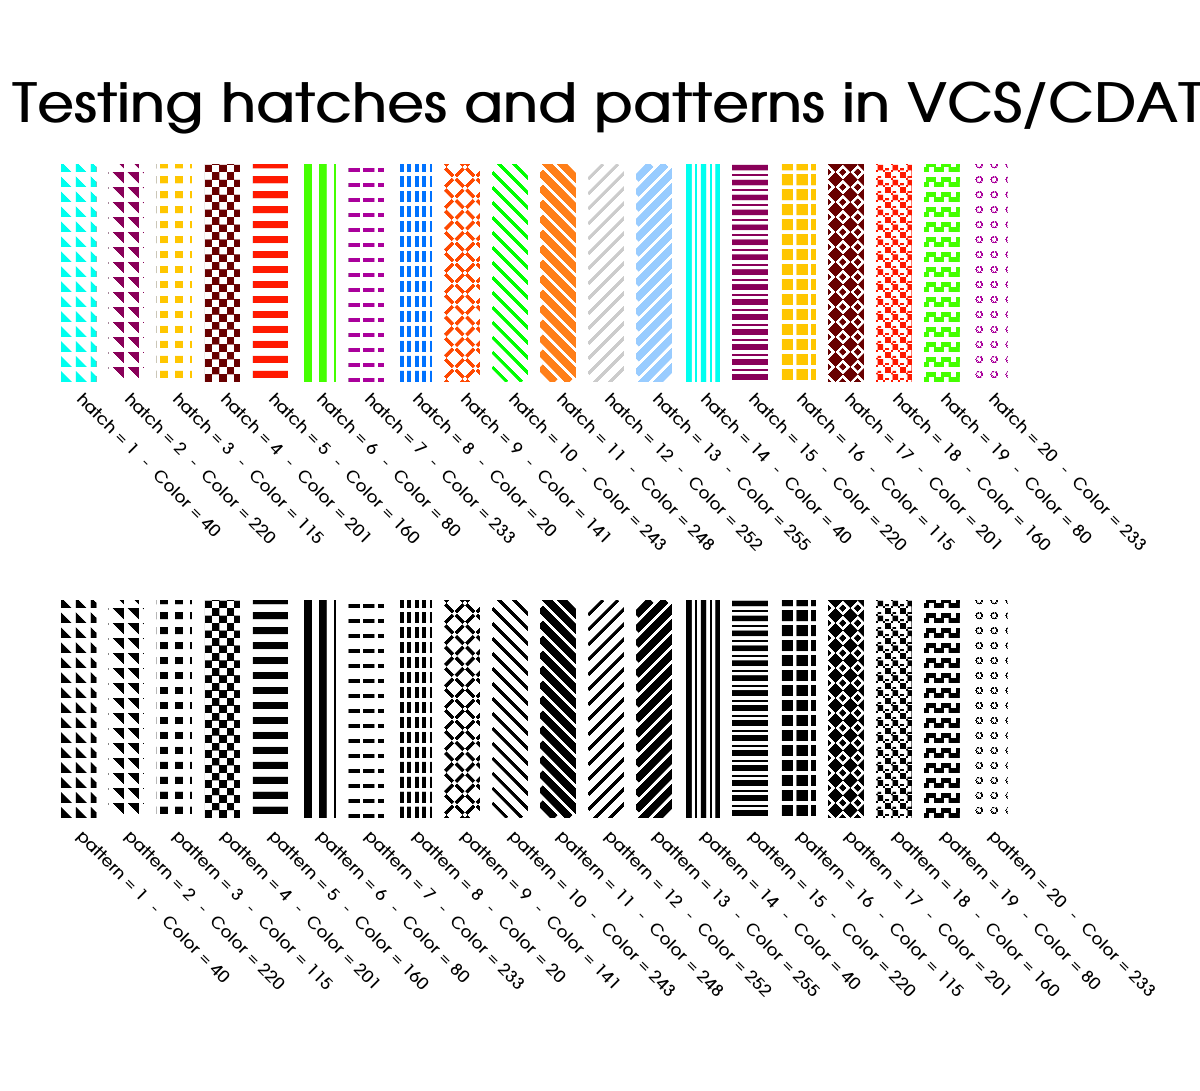 Testing hatches and patterns in VCS/CDAT
hatch = 1 - Color = 40
hatch = 2 - Color = 220
hatch = 3 - Color = 115
hatch = 4 - Color = 201
hatch = 5 - Color = 160
hatch = 6 - Color = 80
hatch = 7 - Color = 233
hatch = 8 - Color = 20
hatch = 9 - Color = 141
hatch = 10 - Color = 243
hatch = 11 - Color = 248
hatch = 12 - Color = 252
hatch = 13 - Color = 255
hatch = 14 - Color = 40
hatch = 15 - Color = 220
hatch = 16 - Color = 115
hatch = 17 - Color = 201
hatch = 18 - Color = 160
hatch = 19 - Color = 80
hatch = 20 - Color = 233
pattern = 1 - Color = 40
pattern = 2 - Color = 220
pattern = 3 - Color = 115
pattern = 4 - Color = 201
pattern = 5 - Color = 160
pattern = 6 - Color = 80
pattern = 7 - Color = 233
pattern = 8 - Color = 20
pattern = 9 - Color = 141
pattern = 10 - Color = 243
pattern = 11 - Color = 248
pattern = 12 - Color = 252
pattern = 13 - Color = 255
pattern = 14 - Color = 40
pattern = 15 - Color = 220
pattern = 16 - Color = 115
pattern = 17 - Color = 201
pattern = 18 - Color = 160
pattern = 19 - Color = 80
pattern = 20 - Color = 233